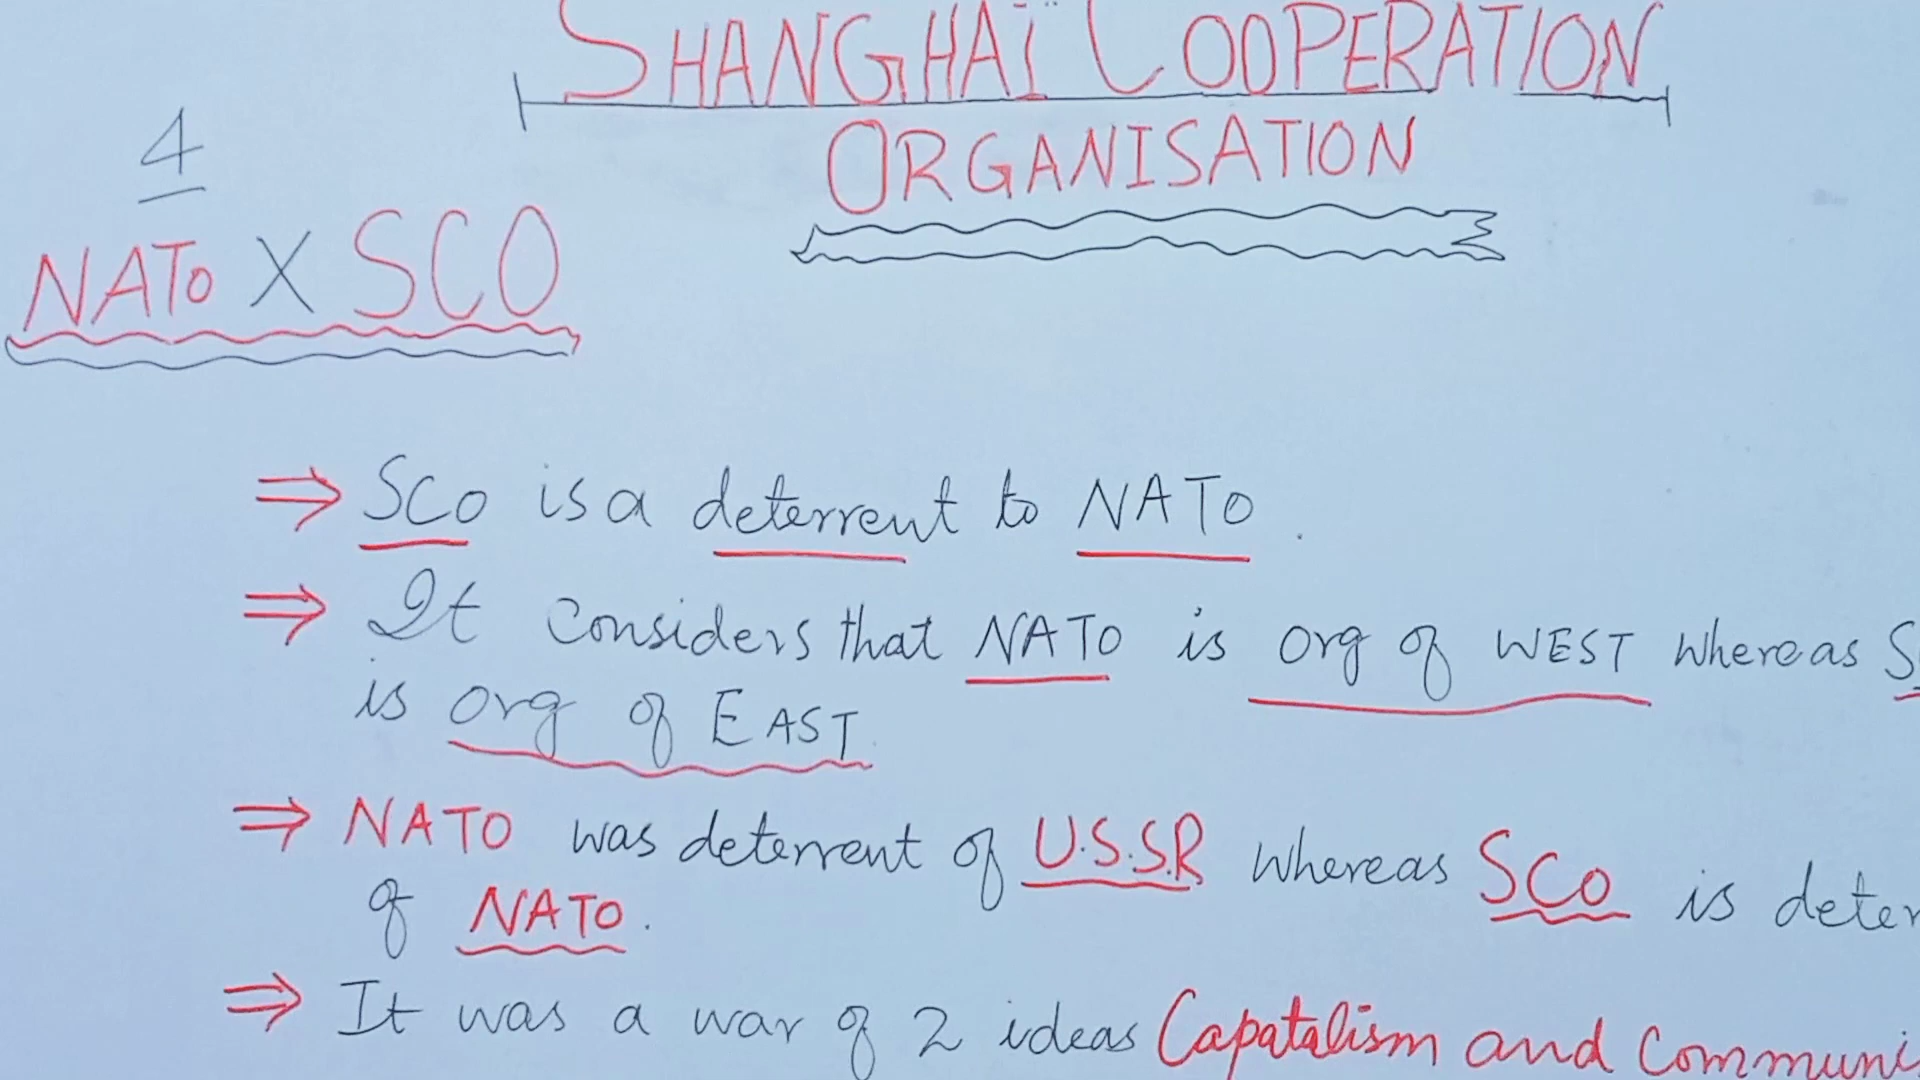 SHANGHAI COOPERATION
ORGANISATION
4
NATO X SCO
⇒ SCO is a deterrent to NATO.
⇒ It considers that NATO is org of WEST whereas
is org of EAST.
⇒ NATO was deterrent of U.S.S.R whereas SCO is
of NATO.
⇒ It was a war of 2 ideas Capatalism and